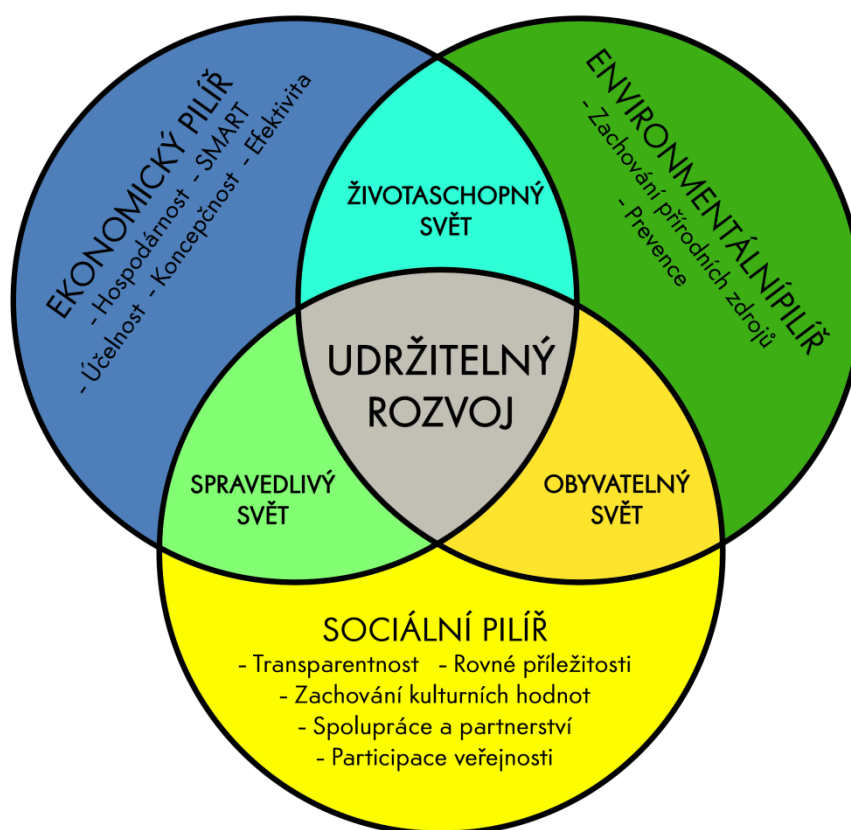 EKONOMICKÝ PILÍŘ
- Hospodárnost - SMART
- Účelnost - Koncepčnost - Efektivita
ENVIRONMENTÁLNÍPILÍŘ
- Zachování přírodních zdrojů
- Prevence
ŽIVOTASCHOPNÝ
SVĚT
UDRŽITELNÝ
ROZVOJ
SPRAVEDLIVÝ
SVĚT
OBYVATELNÝ
SVĚT
SOCIÁLNÍ PILÍŘ
- Transparentnost - Rovné příležitosti
- Zachování kulturních hodnot
- Spolupráce a partnerství
- Participace veřejnosti